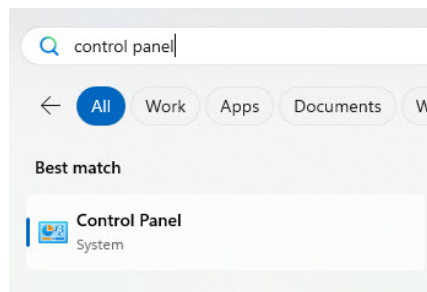 control panel
All Work Apps Documents W
Best match
Control Panel
System